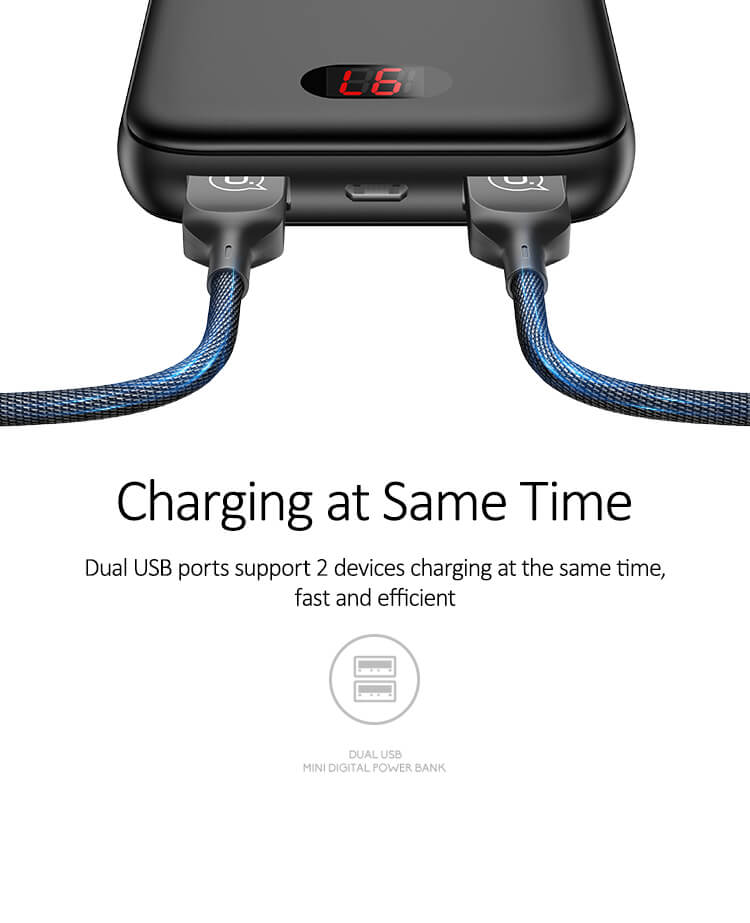 L6
Charging at Same Time
Dual USB ports support 2 devices charging at the same time,
fast and efficient
DUAL USB
MINI DIGITAL POWER BANK